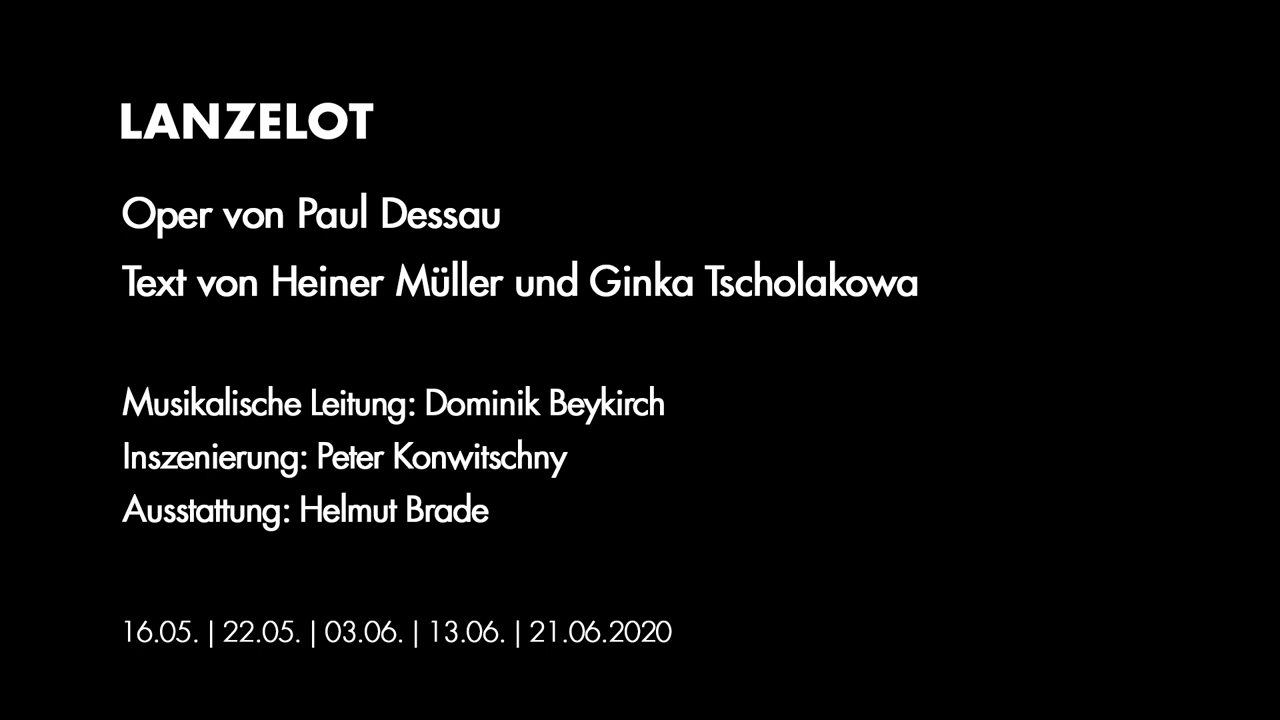 LANZELOT
Oper von Paul Dessau
Text von Heiner Müller und Ginka Tscholakowa
Musikalische Leitung: Dominik Beykirch
Inszenierung: Peter Konwitschny
Ausstattung: Helmut Brade
16.05. | 22.05. | 03.06. | 13.06. | 21.06.2020